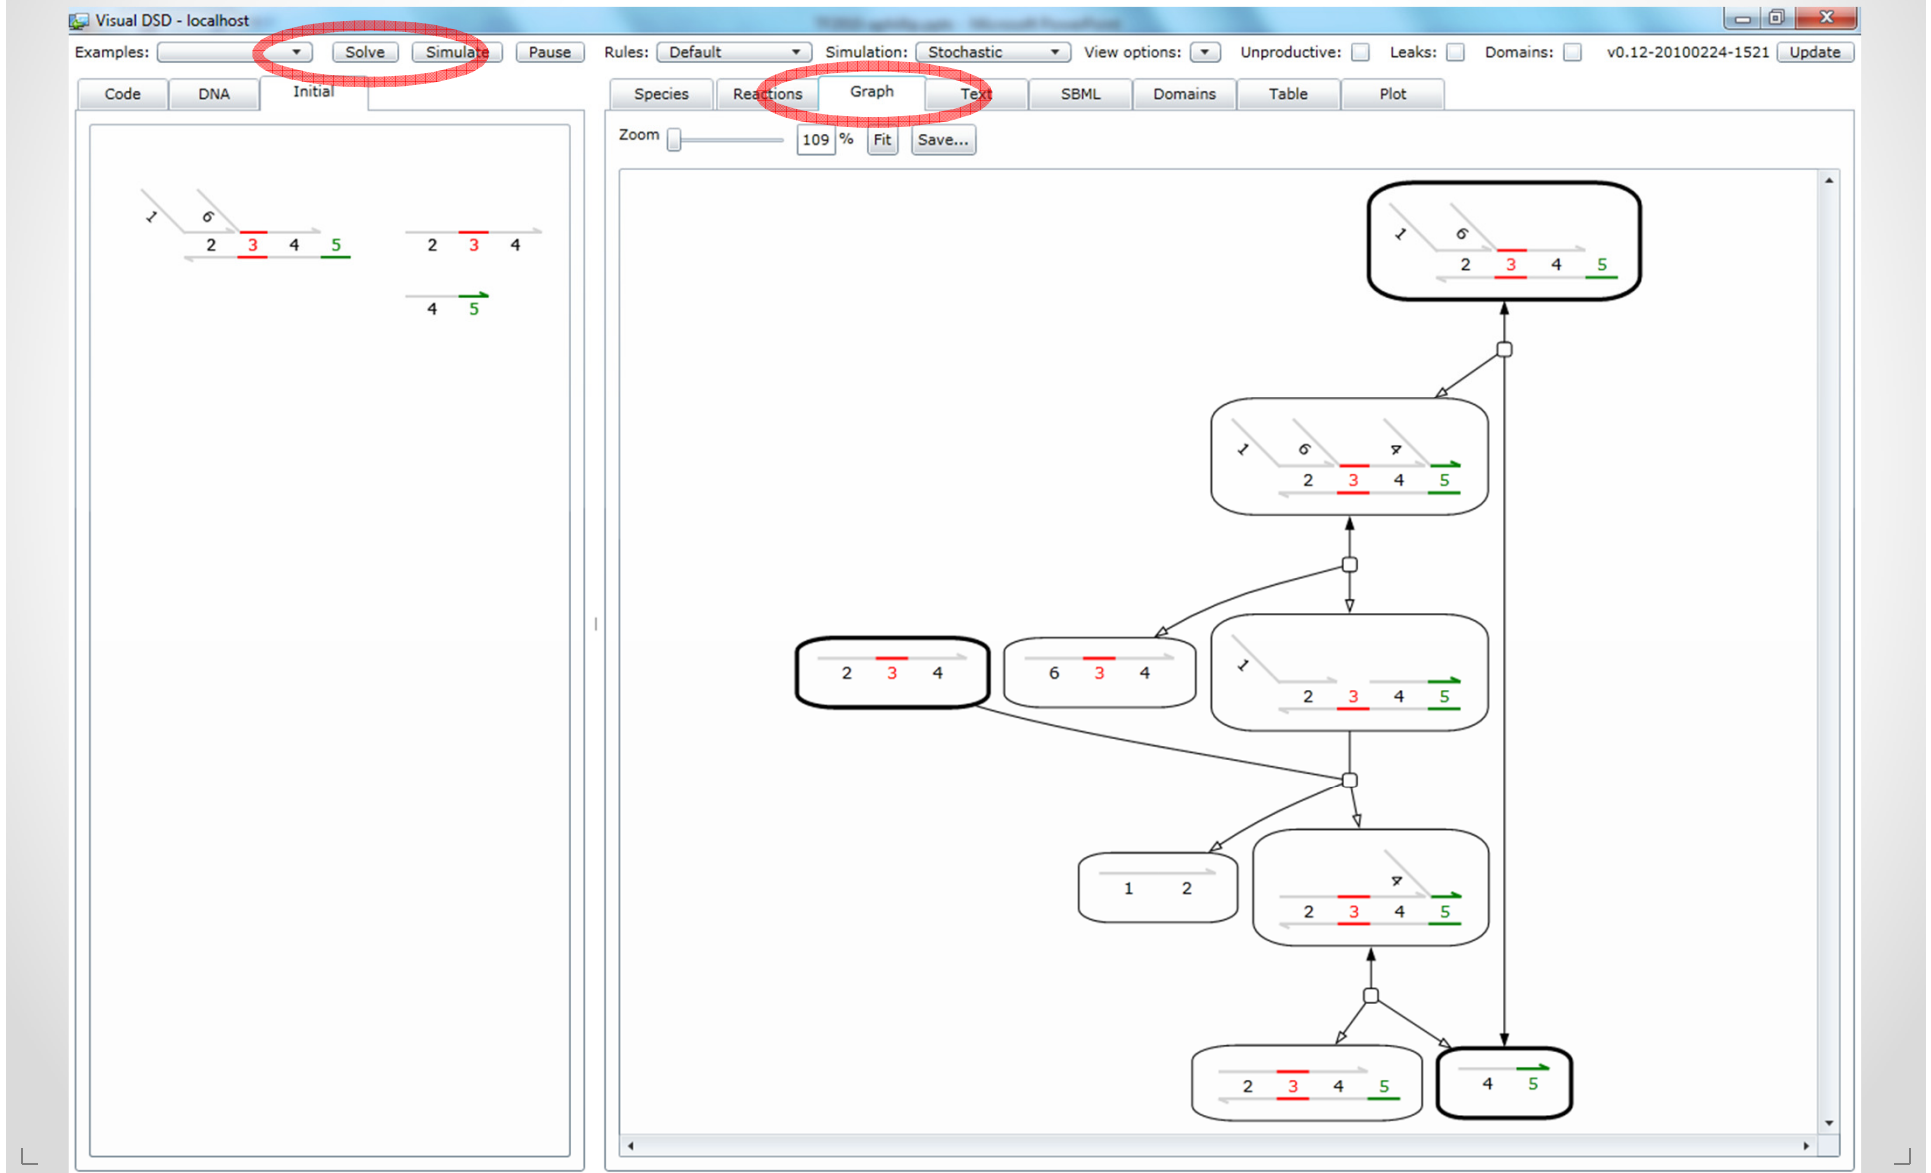 Visual DSD - localhost
Examples: Solve Simulate Pause Rules: Default Simulation: Stochastic View options: Unproductive: Leaks: Domains: v0.12-20100224-1521 Update
Code DNA Initial Species Reactions Graph Text SBML Domains Table Plot
Zoom 109 % Fit Save...
1 6
2 3 4 5
2 3 4
4 5
1 6
2 3 4 5
1 6 4
2 3 4 5
2 3 4
6 3 4
1
2 3 4 5
1 2
4
2 3 4 5
2 3 4 5
4 5